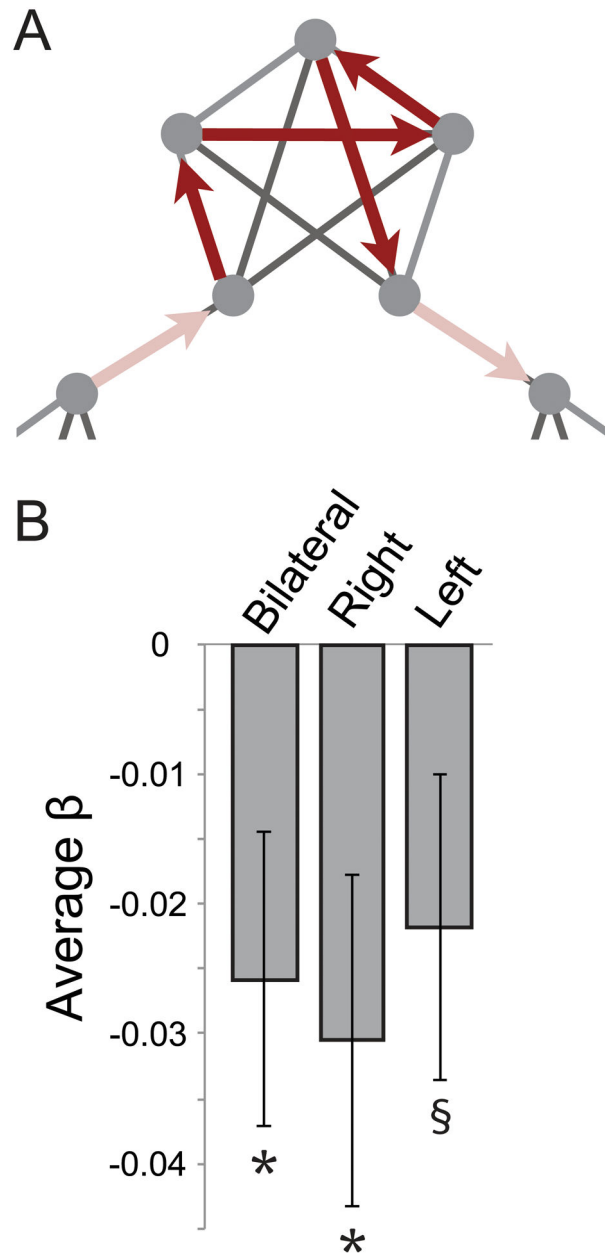 A
B
Bilateral
Right
Left
0
-0.01
-0.02
-0.03
-0.04
Average β
*
*
§